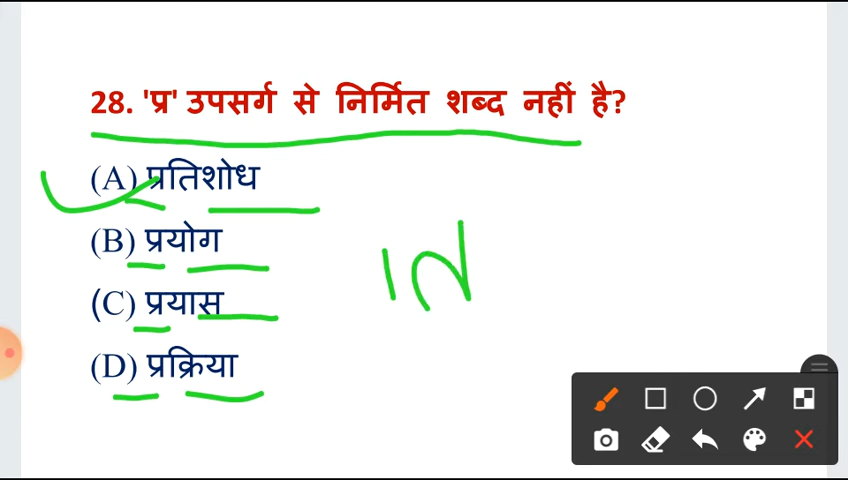 28. 'प्र' उपसर्ग से निर्मित शब्द नहीं है?
(A) प्रतिशोध
(B) प्रयोग
(C) प्रयास
(D) प्रक्रिया